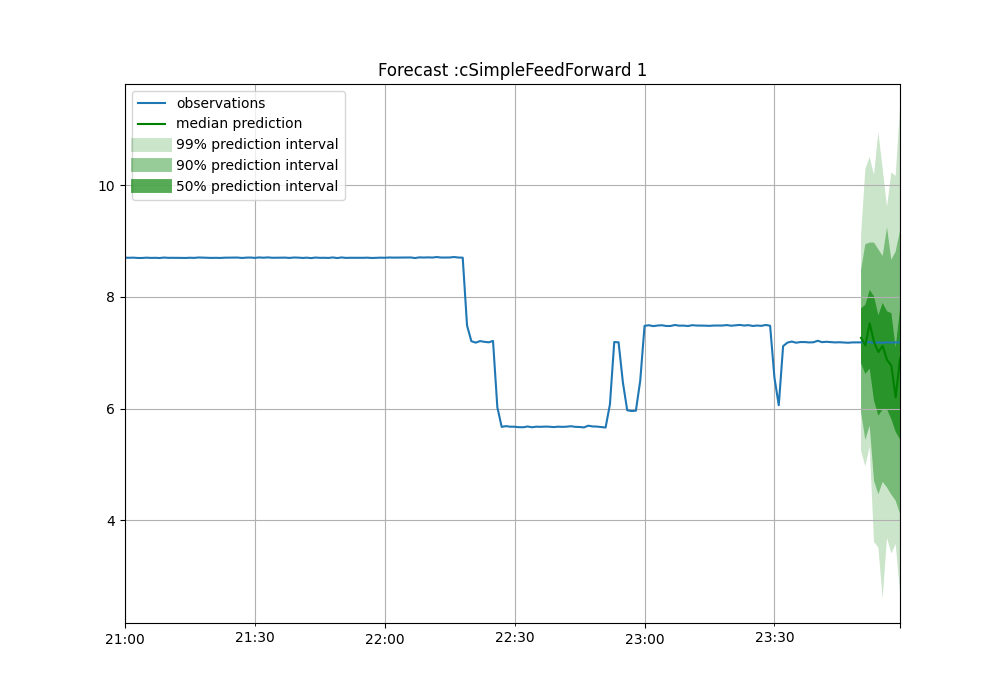 Forecast :cSimpleFeedForward 1
observations
median prediction
99% prediction interval
90% prediction interval
50% prediction interval
10
8
6
4
21:00
21:30
22:00
22:30
23:00
23:30